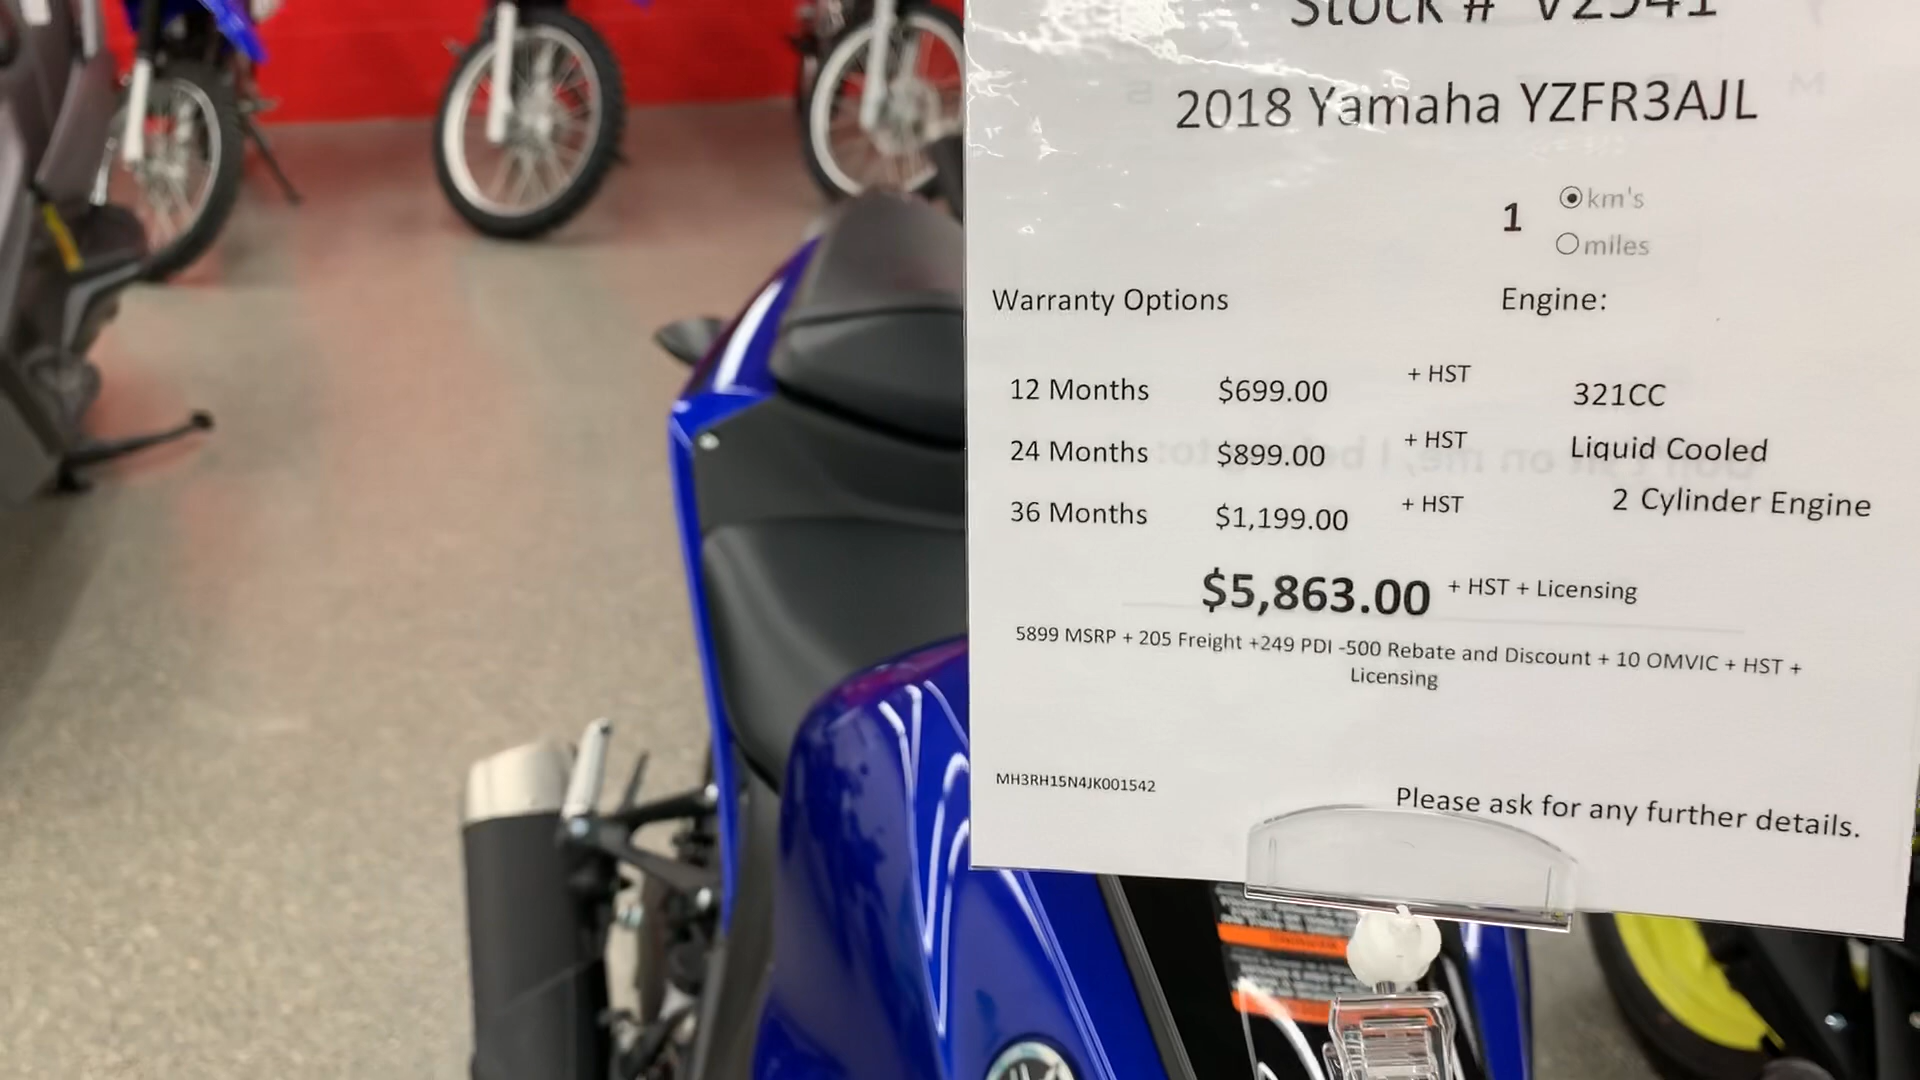 Stock # V2541
2018 Yamaha YZFR3AJL
1
km's
miles
Warranty Options
Engine:
12 Months $699.00 + HST
321CC
24 Months $899.00 + HST
Liquid Cooled
36 Months $1,199.00 + HST
2 Cylinder Engine
$5,863.00 + HST + Licensing
5899 MSRP + 205 Freight +249 PDI -500 Rebate and Discount + 10 OMVIC + HST +
Licensing
MH3RH15N4JK001542
Please ask for any further details.